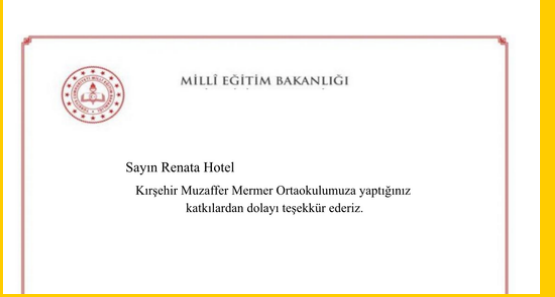 MİLLÎ EĞİTİM BAKANLIĞI
Sayın Renata Hotel
Kırşehir Muzaffer Mermer Ortaokulumuza yaptığınız
katkılardan dolayı teşekkür ederiz.